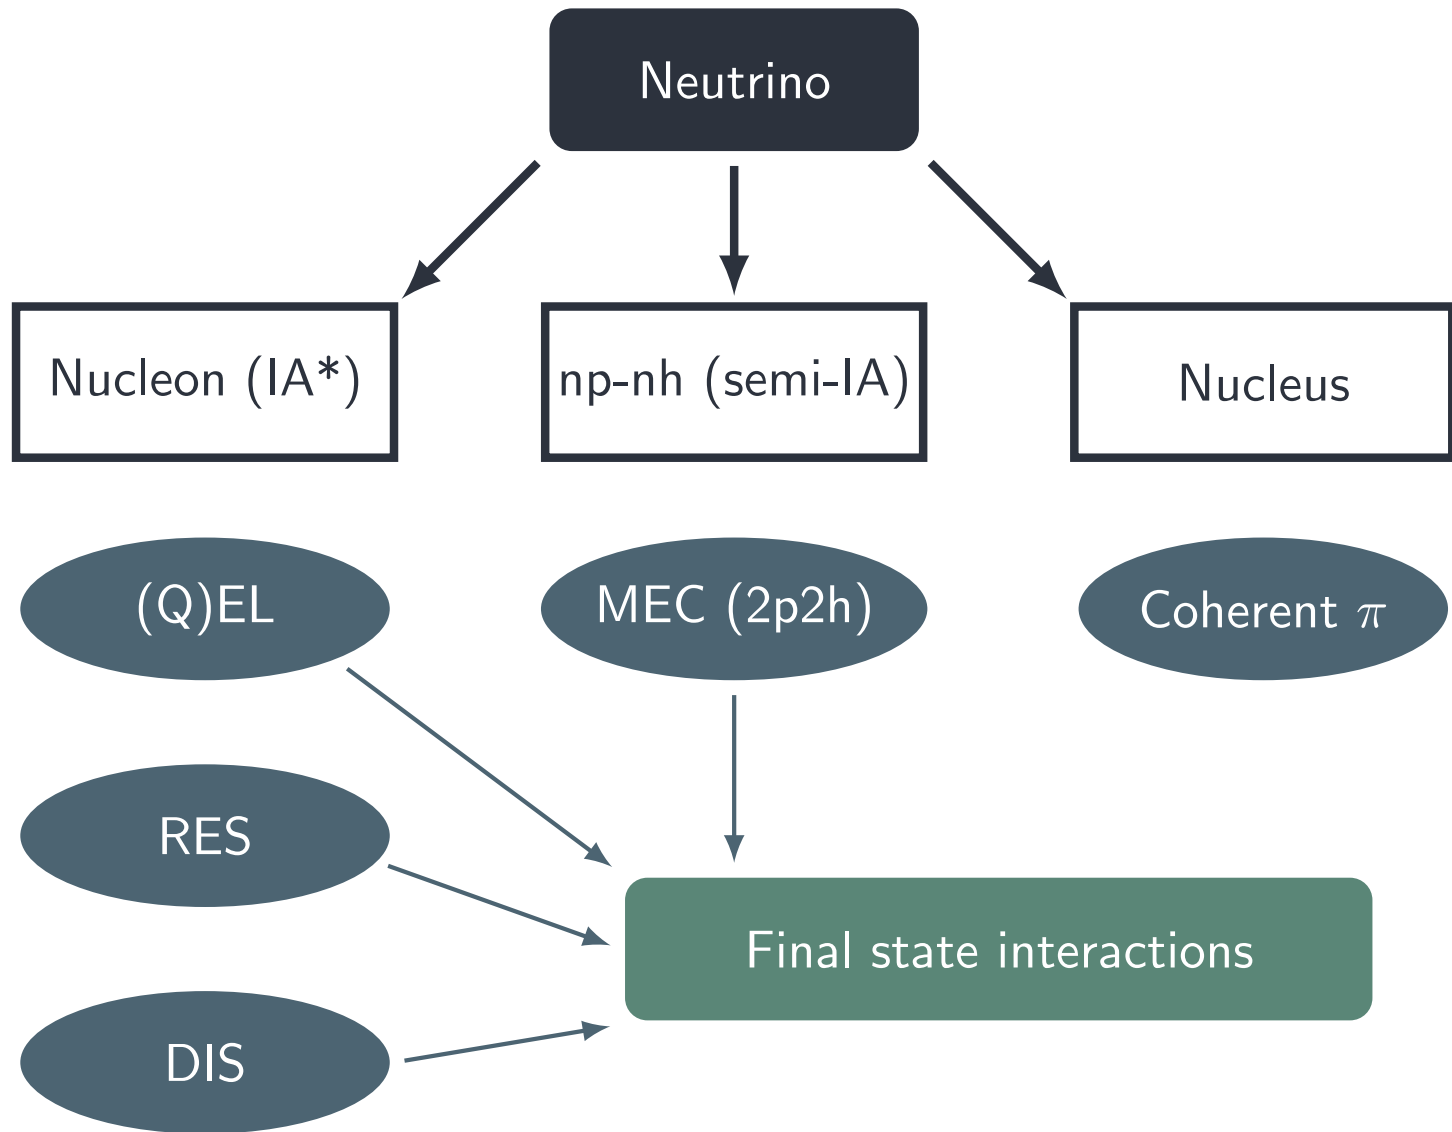 Neutrino
Nucleon (IA*)
np-nh (semi-IA)
Nucleus
(Q)EL
MEC (2p2h)
Coherent π
RES
Final state interactions
DIS